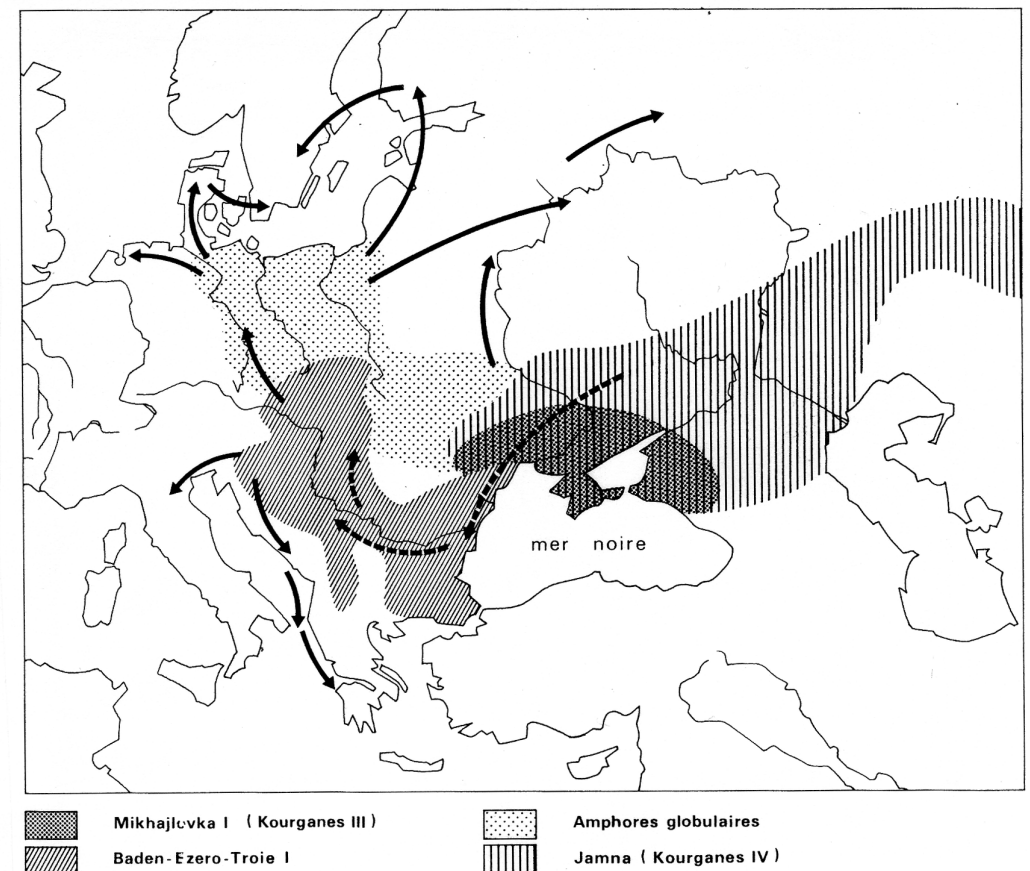 mer noire
Mikhajlovka I ( Kourganes III )
Amphores globulaires
Baden-Ezero-Troie I
Jamna ( Kourganes IV )